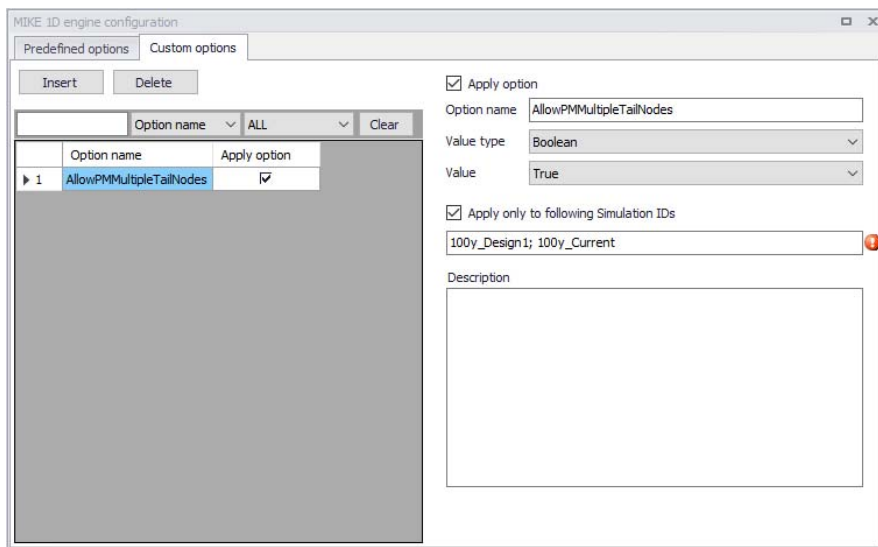 MIKE 1D engine configuration
Predefined options Custom options
Insert Delete
Option name ALL Clear
Option name Apply option
1 AllowPMMultipleTailNodes
Apply option
Option name AllowPMMultipleTailNodes
Value type Boolean
Value True
Apply only to following Simulation IDs
100y_Design1; 100y_Current
Description